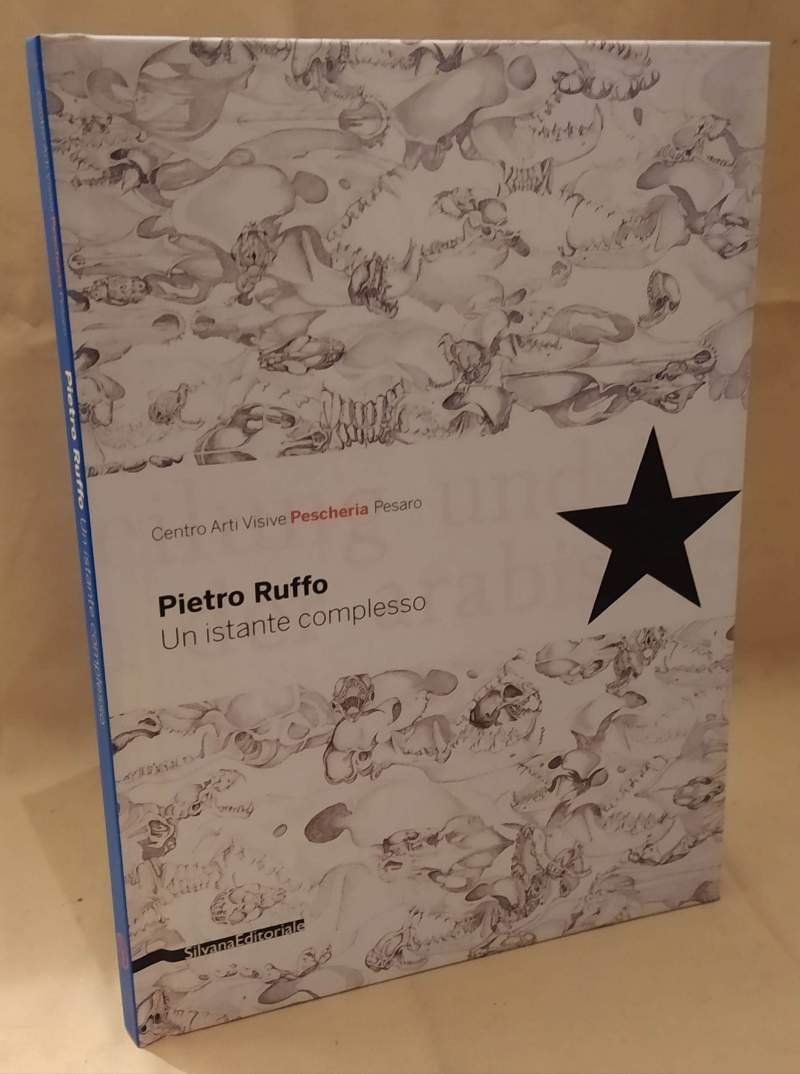 Centro Arti Visive Pescheria Pesaro
Pietro Ruffo
Un istante complesso
SilvanaEditoriale
Pietro Ruffo Un istante complesso